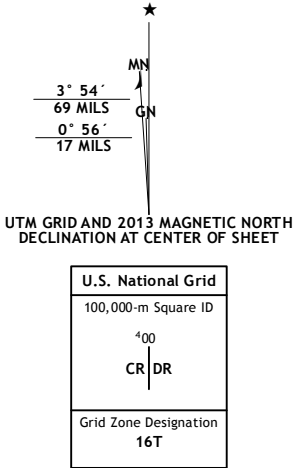 ★
MN
3° 54´
69 MILS
GN
0° 56´
17 MILS
UTM GRID AND 2013 MAGNETIC NORTH
DECLINATION AT CENTER OF SHEET
U.S. National Grid
100,000-m Square ID
⁴00
CR DR
Grid Zone Designation
16T